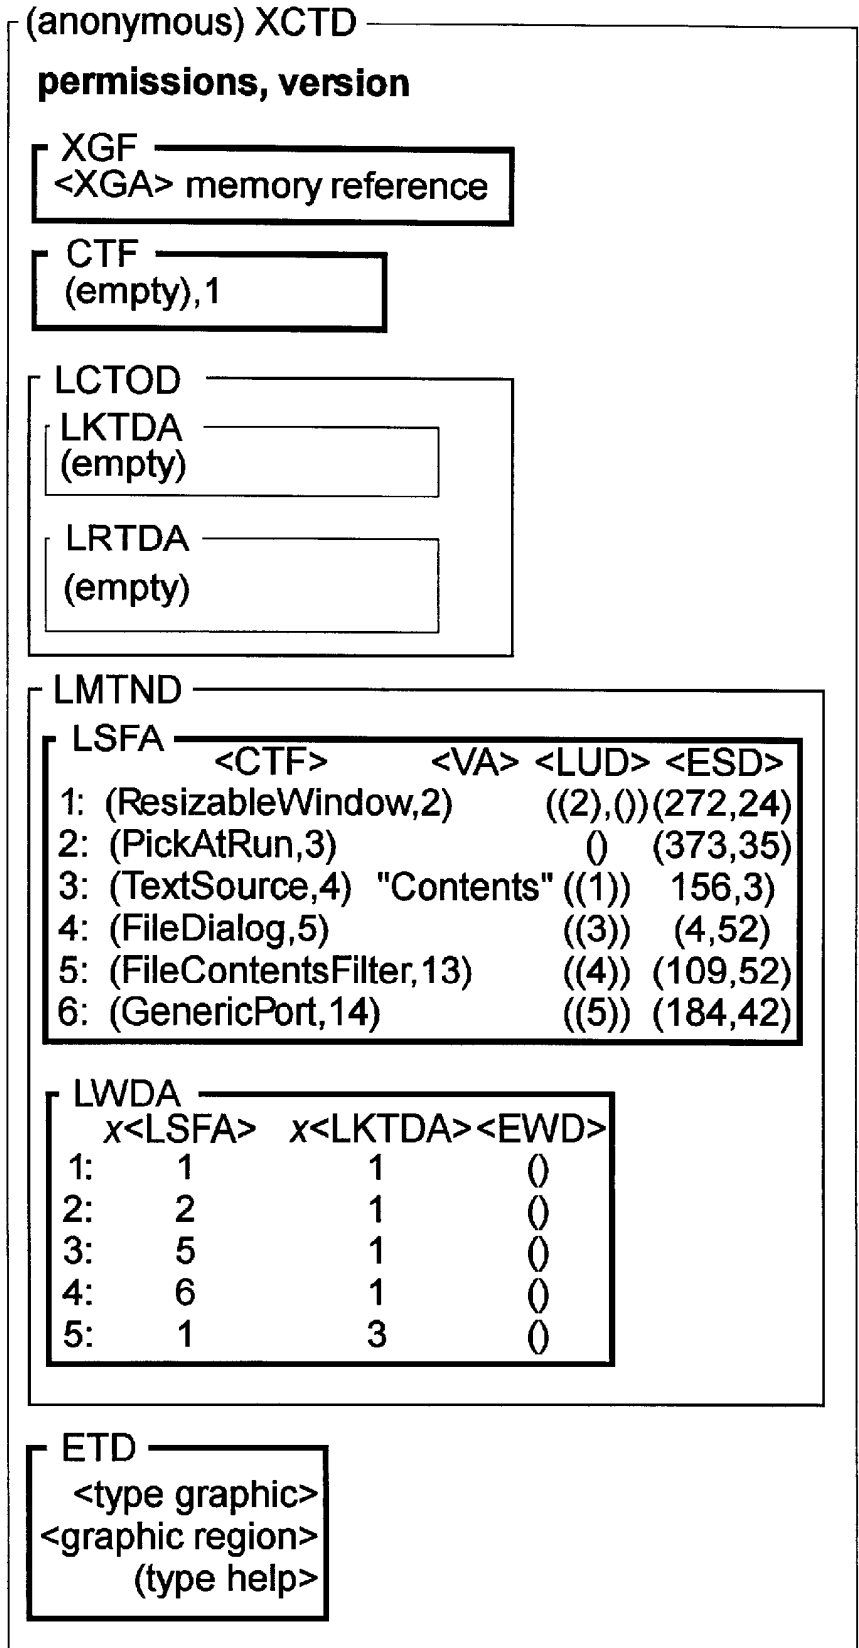 (anonymous) XCTD
permissions, version
XGF
<XGA> memory reference
CTF
(empty),1
LCTOD
LKTDA
(empty)
LRTDA
(empty)
LMTND
LSFA
<CTF> <VA> <LUD> <ESD>
1: (ResizableWindow,2) ((2),()) (272,24)
2: (PickAtRun,3) () (373,35)
3: (TextSource,4) "Contents" ((1)) 156,3)
4: (FileDialog,5) ((3)) (4,52)
5: (FileContentsFilter,13) ((4)) (109,52)
6: (GenericPort,14) ((5)) (184,42)
LWDA
x<LSFA> x<LKTDA> <EWD>
1: 1 1 ()
2: 2 1 ()
3: 5 1 ()
4: 6 1 ()
5: 1 3 ()
ETD
<type graphic>
<graphic region>
(type help>